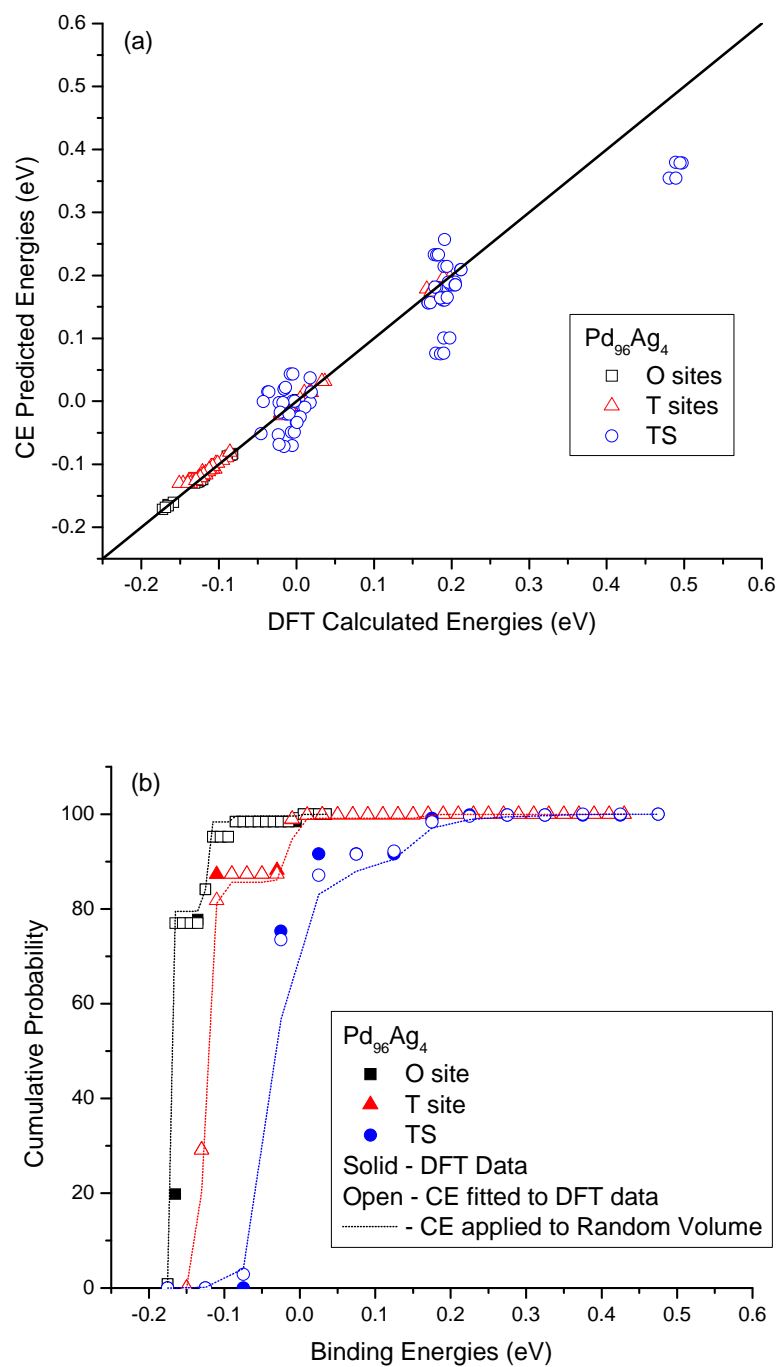 (a)
0.6
0.5
0.4
0.3
0.2
0.1
0.0
-0.1
-0.2
CE Predicted Energies (eV)
Pd96Ag4
O sites
T sites
TS
-0.2 -0.1 0.0 0.1 0.2 0.3 0.4 0.5 0.6
DFT Calculated Energies (eV)
(b)
100
80
60
40
20
0
Cumulative Probability
Pd96Ag4
O site
T site
TS
Solid - DFT Data
Open - CE fitted to DFT data
- CE applied to Random Volume
-0.2 -0.1 0.0 0.1 0.2 0.3 0.4 0.5 0.6
Binding Energies (eV)